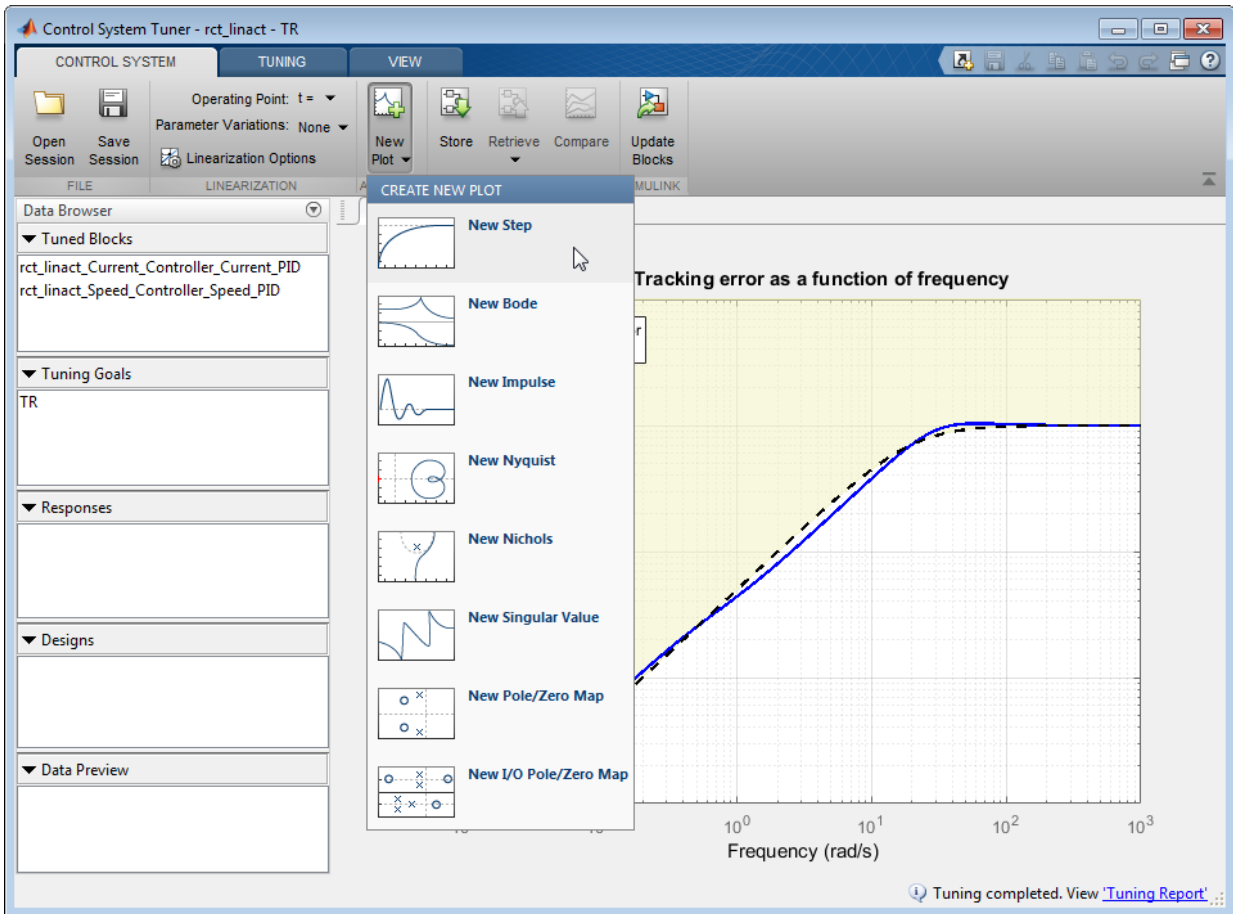 Control System Tuner - rct_linact - TR
CONTROL SYSTEM
TUNING
VIEW
Open
Session
Save
Session
Operating Point: t =
Parameter Variations: None
Linearization Options
New
Plot
Store
Retrieve
Compare
Update
Blocks
FILE
LINEARIZATION
MULINK
CREATE NEW PLOT
New Step
New Bode
New Impulse
New Nyquist
New Nichols
New Singular Value
New Pole/Zero Map
New I/O Pole/Zero Map
Data Browser
Tuned Blocks
rct_linact_Current_Controller_Current_PID
rct_linact_Speed_Controller_Speed_PID
Tuning Goals
TR
Responses
Designs
Data Preview
Tracking error as a function of frequency
10^0
10^1
10^2
10^3
Frequency (rad/s)
Tuning completed. View 'Tuning Report'